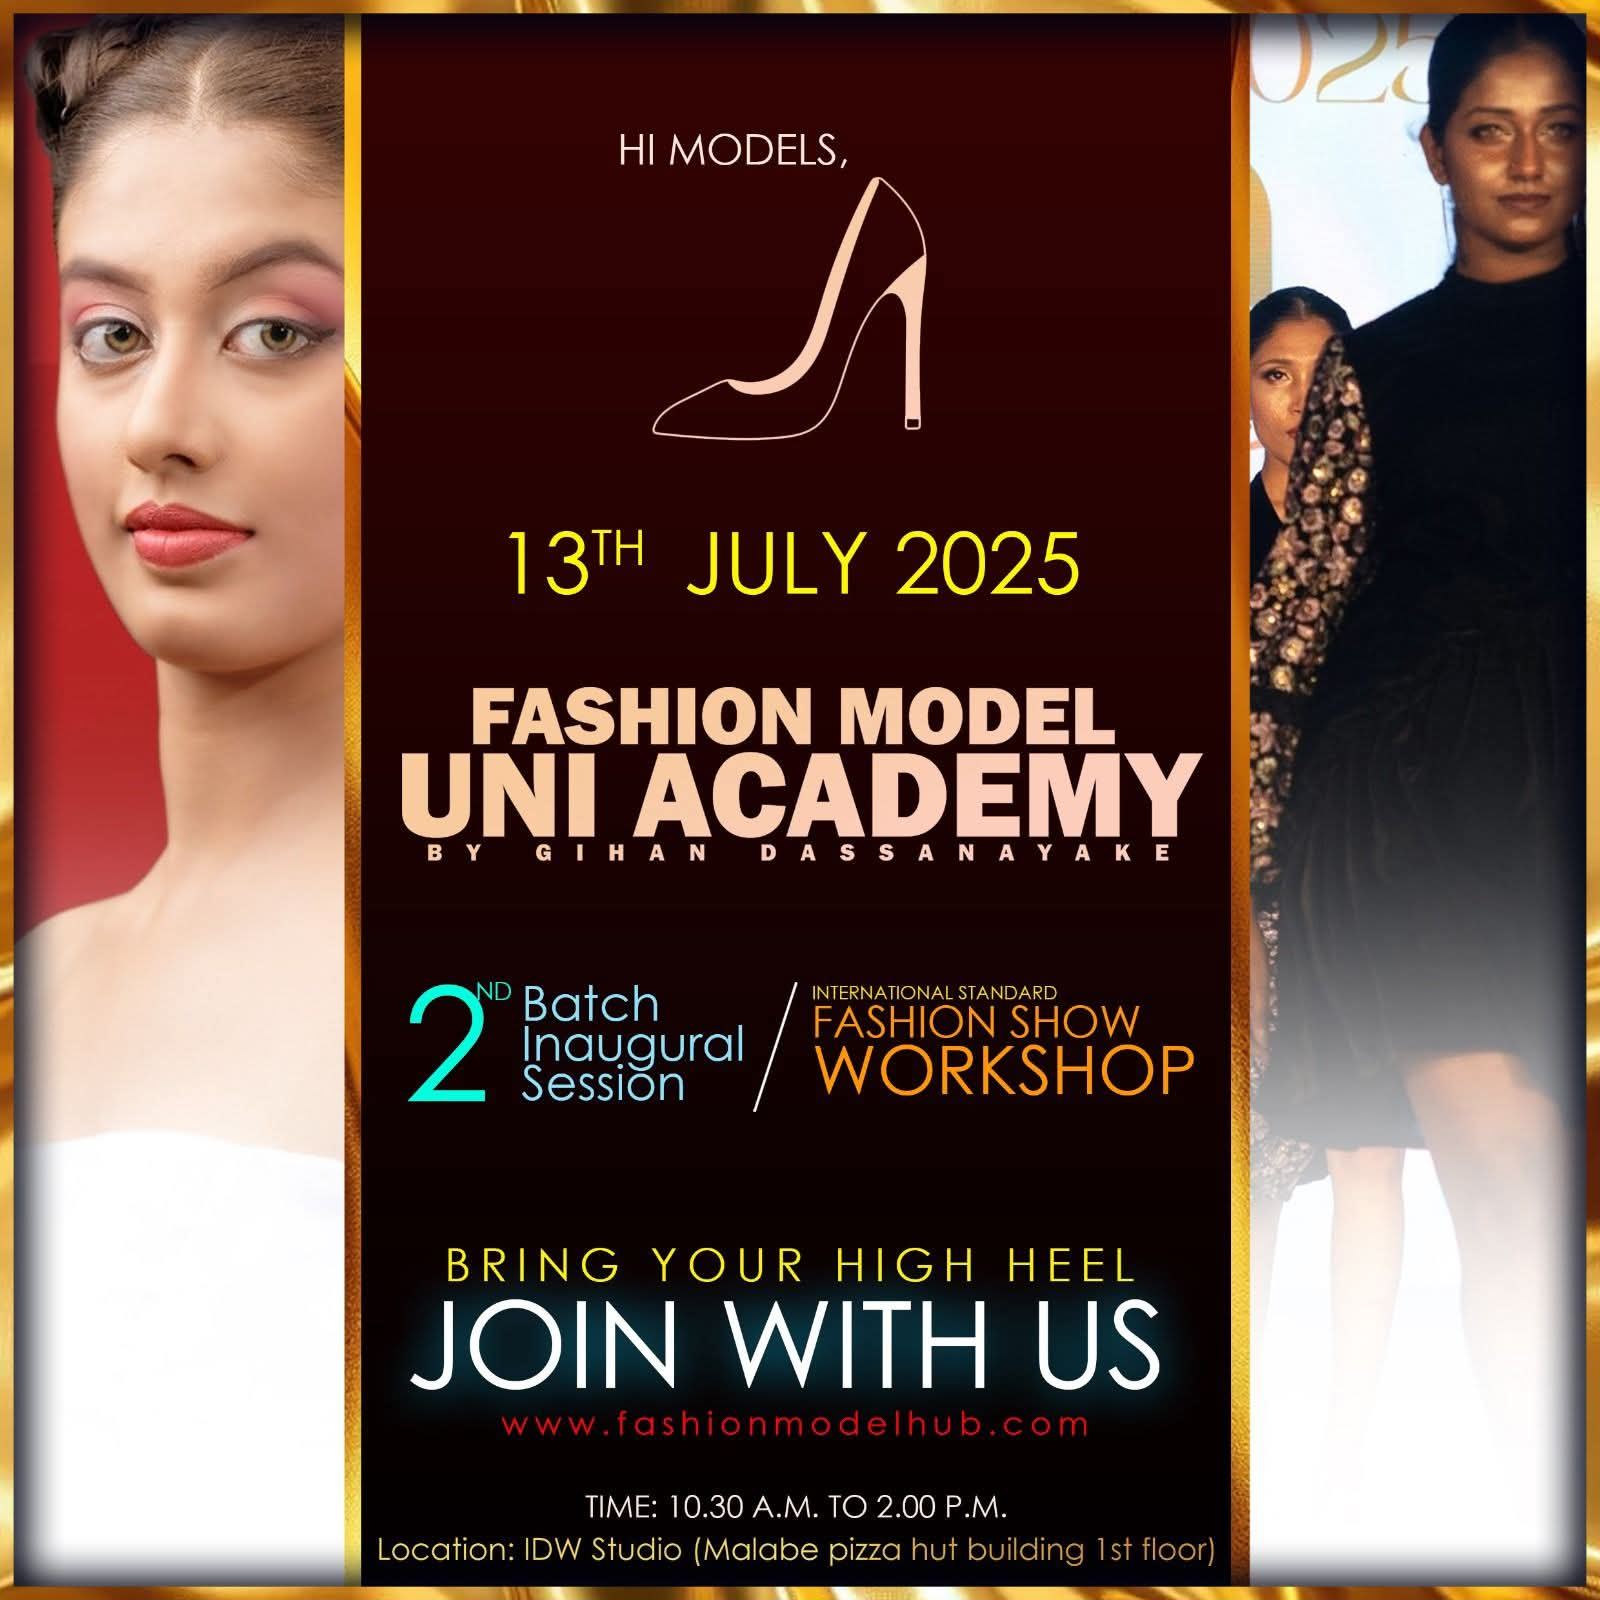 HI MODELS,
2025
13TH JULY 2025
FASHION MODEL
UNI ACADEMY
BY GIHAN DASSANAYAKE
2ND Batch
Inaugural
Session
INTERNATIONAL STANDARD
FASHION SHOW
WORKSHOP
BRING YOUR HIGH HEEL
JOIN WITH US
www.fashionmodelhub.com
TIME: 10.30 A.M. TO 2.00 P.M.
Location: IDW Studio (Malabe pizza hut building 1st floor)